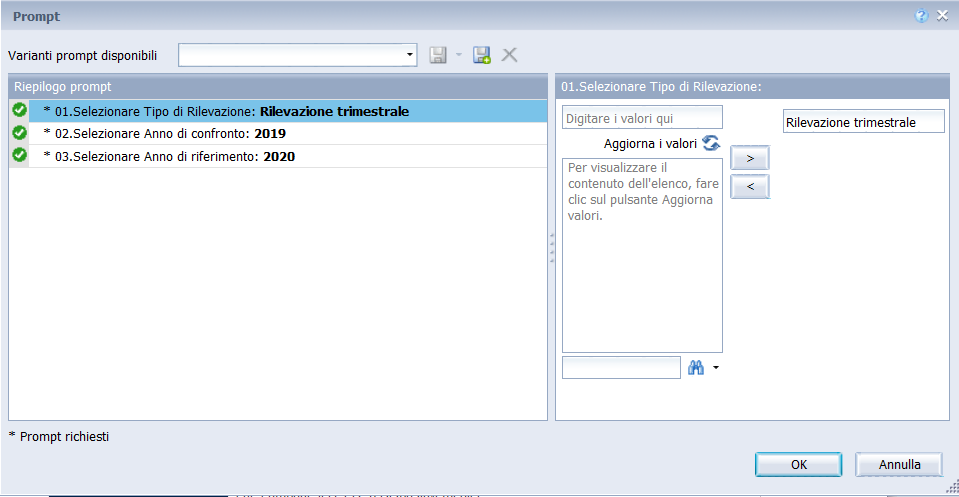 Prompt
Varianti prompt disponibili
Riepilogo prompt
* 01.Selezionare Tipo di Rilevazione: Rilevazione trimestrale
* 02.Selezionare Anno di confronto: 2019
* 03.Selezionare Anno di riferimento: 2020
01.Selezionare Tipo di Rilevazione:
Digitare i valori qui
Aggiorna i valori
Per visualizzare il
contenuto dell'elenco, fare
clic sul pulsante Aggiorna
valori.
>
<
Rilevazione trimestrale
* Prompt richiesti
OK
Annulla